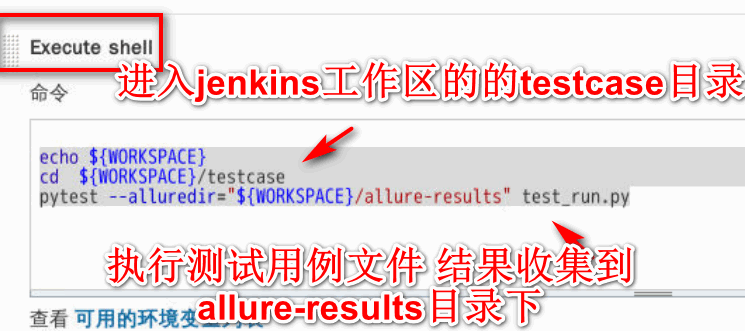 Execute shell
进入jenkins工作区的的testcase目录
命令
echo ${WORKSPACE}
cd  ${WORKSPACE}/testcase
pytest --alluredir="${WORKSPACE}/allure-results" test_run.py
执行测试用例文件 结果收集到
allure-results目录下
查看 可用的环境变量列表